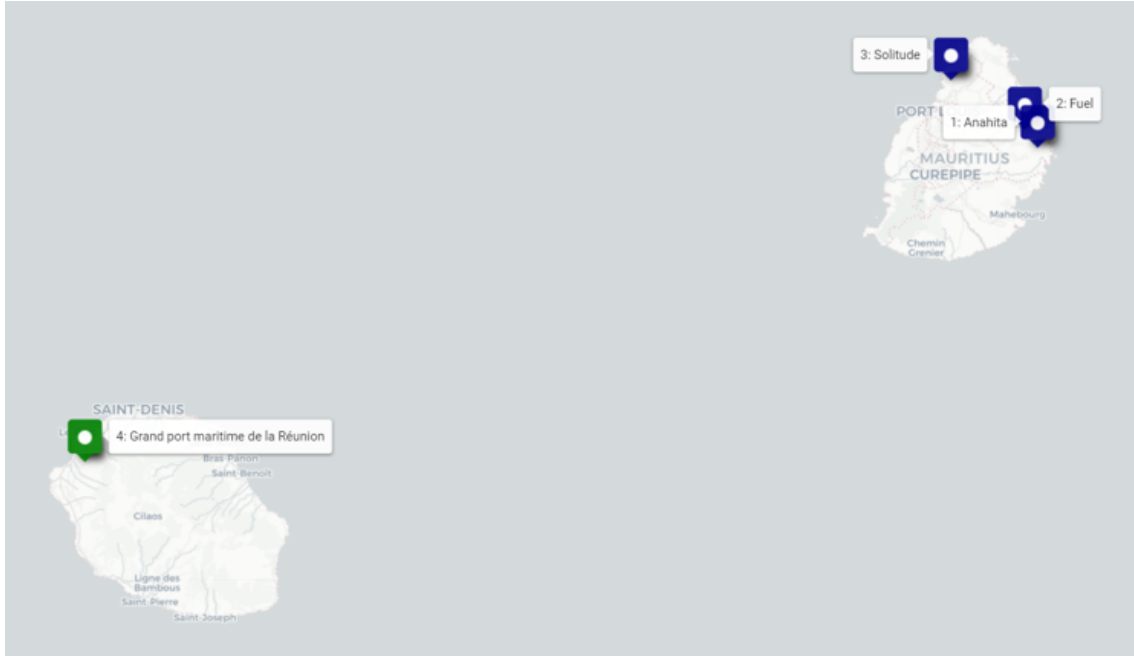 3: Solitude
2: Fuel
PORT L
1: Anahita
MAURITIUS
CUREPIPE
Mahebourg
Chemin
Grenier
SAINT-DENIS
4: Grand port maritime de la Réunion
Bras Panon
Saint-Benoît
Cilaos
Ligne des
Bambous
Saint-Pierre
Saint-Joseph